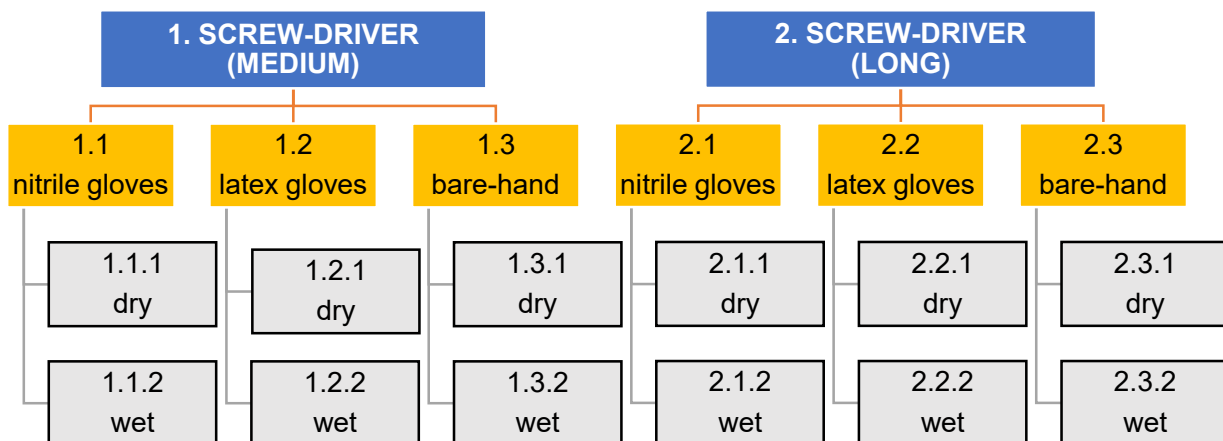 1. SCREW-DRIVER
(MEDIUM)
2. SCREW-DRIVER
(LONG)
1.1
nitrile gloves
1.2
latex gloves
1.3
bare-hand
2.1
nitrile gloves
2.2
latex gloves
2.3
bare-hand
1.1.1
dry
1.2.1
dry
1.3.1
dry
2.1.1
dry
2.2.1
dry
2.3.1
dry
1.1.2
wet
1.2.2
wet
1.3.2
wet
2.1.2
wet
2.2.2
wet
2.3.2
wet